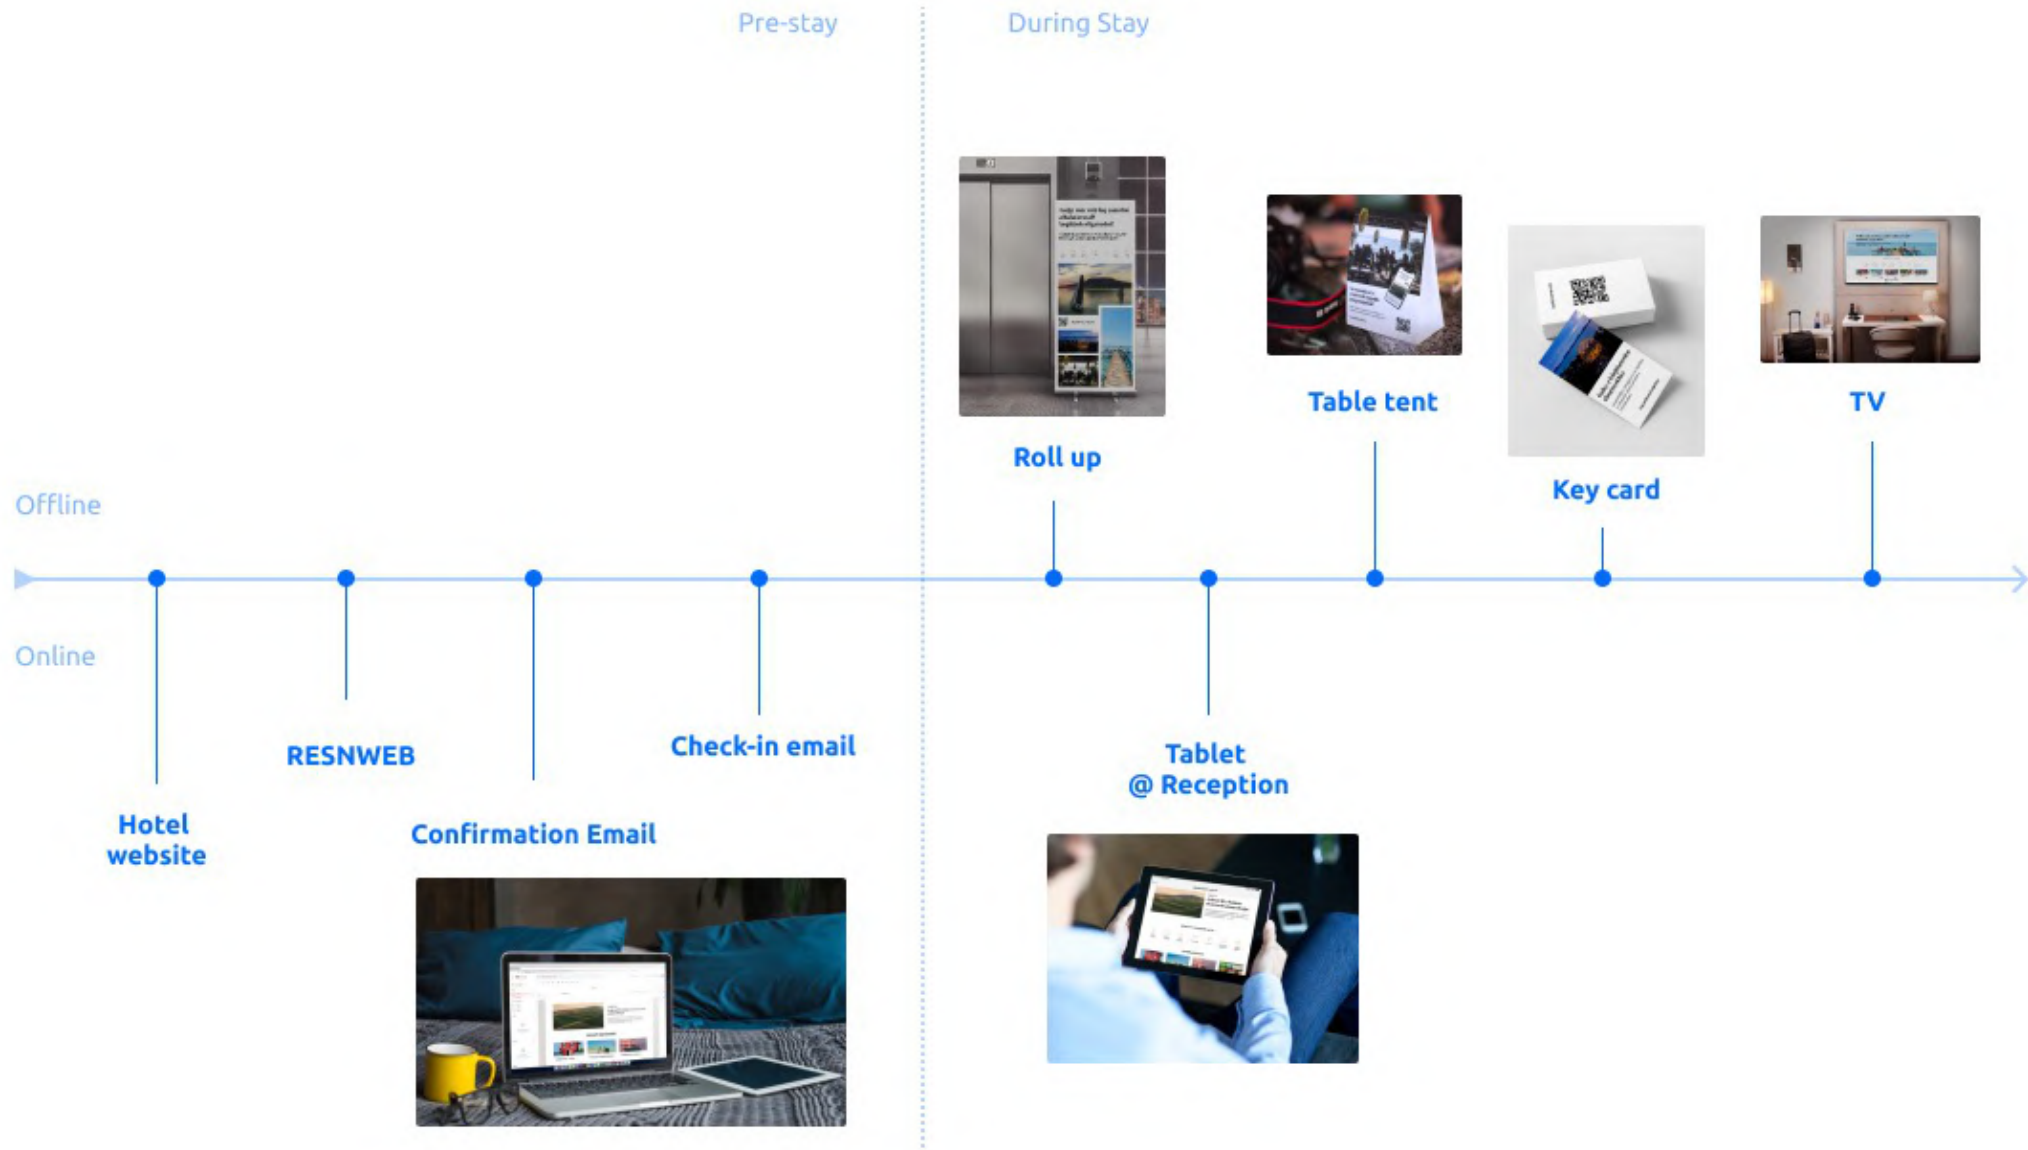 Pre-stay
During Stay
Roll up
Table tent
Key card
TV
Offline
Online
Hotel
website
RESNWEB
Confirmation Email
Check-in email
Tablet
@ Reception